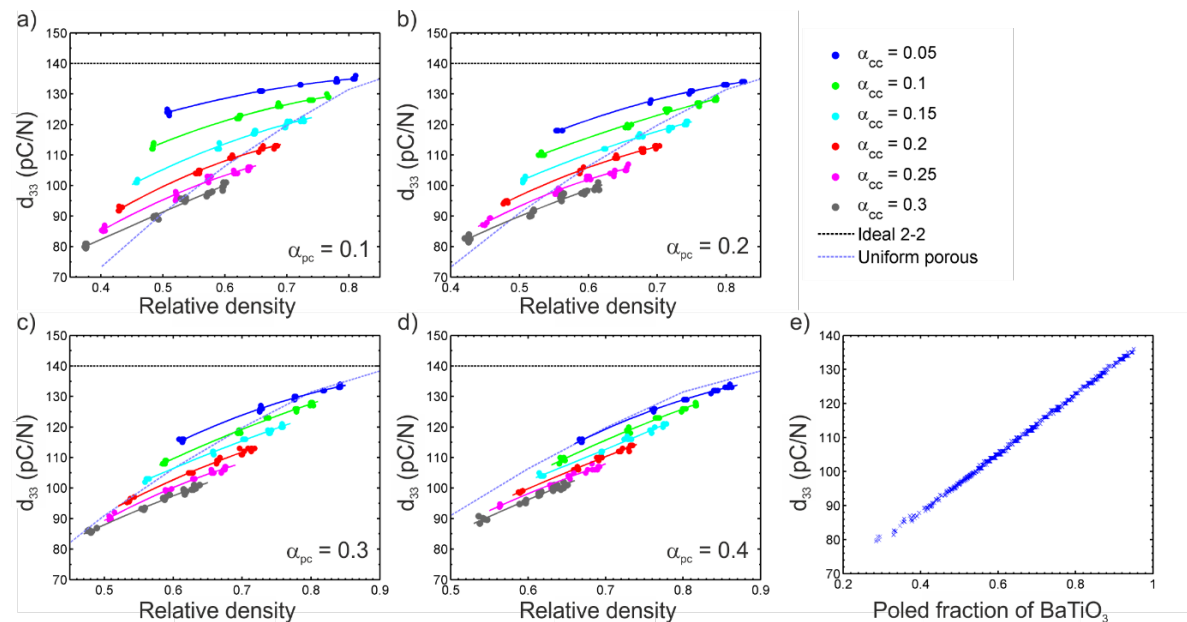 a)
150
140
130
120
110
100
90
80
70
d₃₃ (pC/N)
0.4
0.5
0.6
0.7
0.8
Relative density
αpc = 0.1
b)
150
140
130
120
110
100
90
80
70
d₃₃ (pC/N)
0.4
0.5
0.6
0.7
0.8
Relative density
αpc = 0.2
αcc = 0.05
αcc = 0.1
αcc = 0.15
αcc = 0.2
αcc = 0.25
αcc = 0.3
Ideal 2-2
Uniform porous
c)
150
140
130
120
110
100
90
80
70
d₃₃ (pC/N)
0.5
0.6
0.7
0.8
0.9
Relative density
αpc = 0.3
d)
150
140
130
120
110
100
90
80
70
d₃₃ (pC/N)
0.5
0.6
0.7
0.8
0.9
Relative density
αpc = 0.4
e)
140
130
120
110
100
90
80
70
d₃₃ (pC/N)
0.2
0.4
0.6
0.8
1
Poled fraction of BaTiO₃